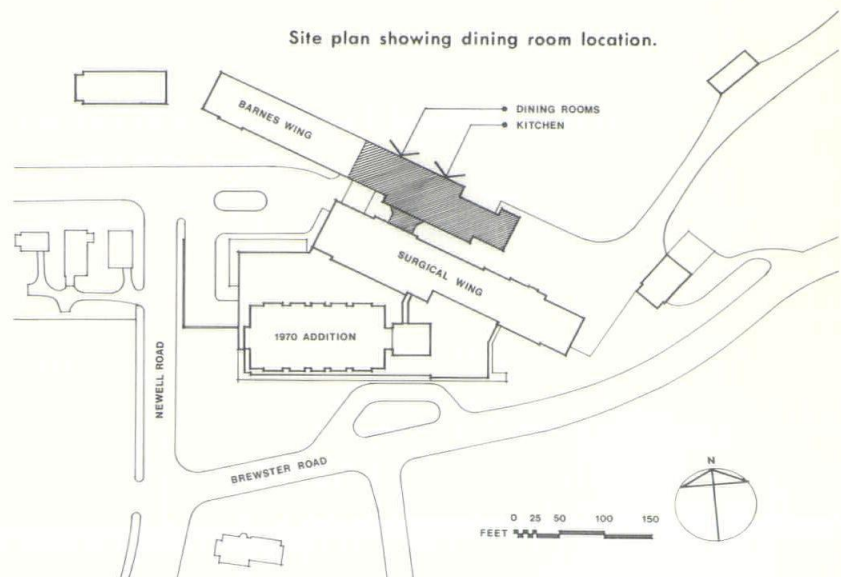 Site plan showing dining room location.
BARNES WING
DINING ROOMS
KITCHEN
SURGICAL WING
1970 ADDITION
NEWELL ROAD
BREWSTER ROAD
N
0 25 50 100 150
FEET